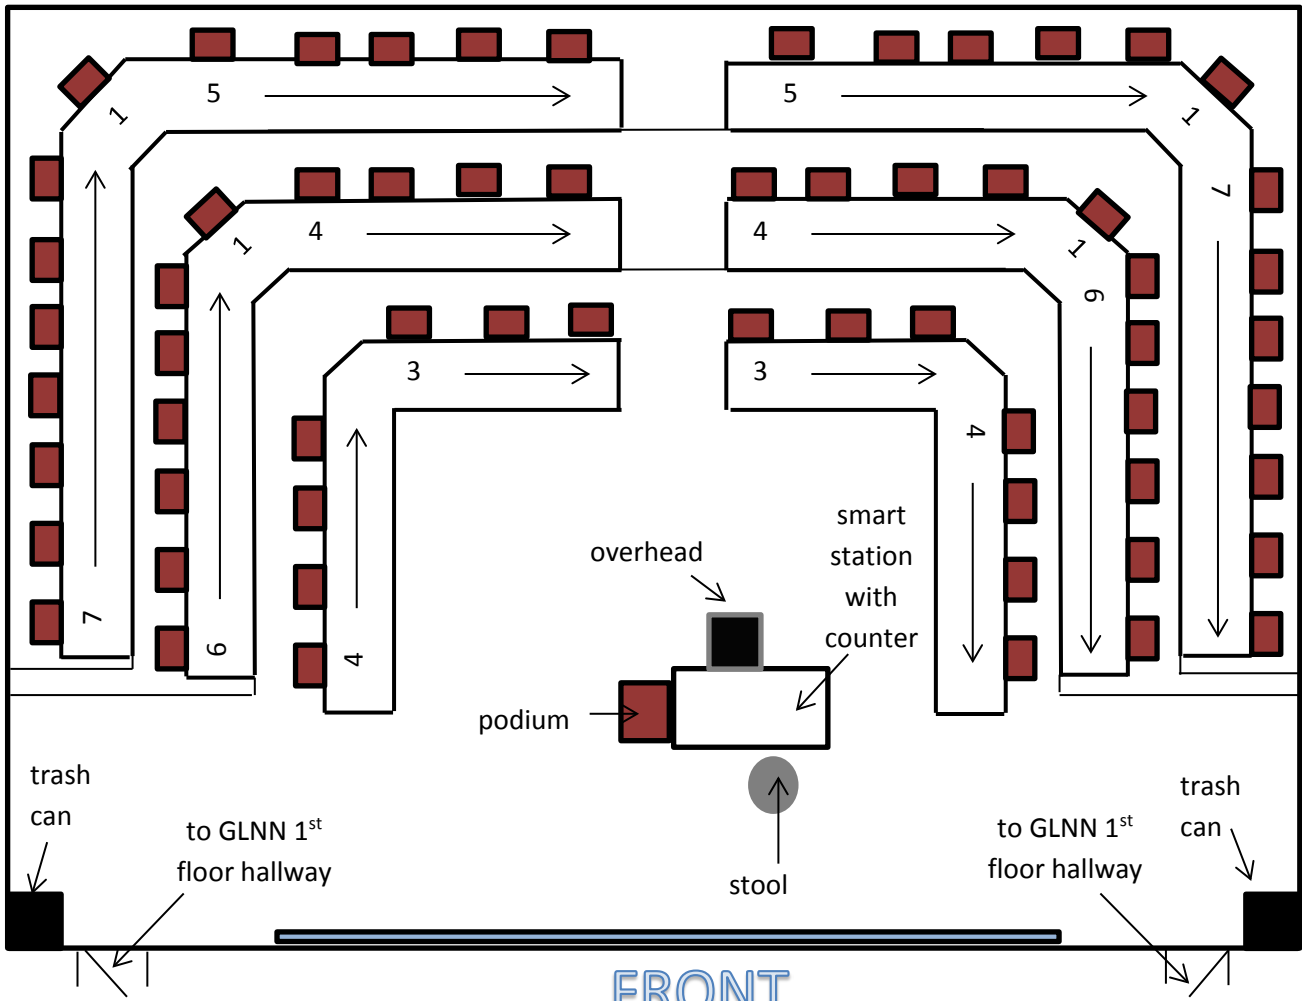 5
5
1
1
7
4
4
1
1
6
3
3
4
7
6
4
overhead
smart
station
with
counter
podium
trash
can
to GLNN 1st
floor hallway
stool
to GLNN 1st
floor hallway
trash
can
FRONT